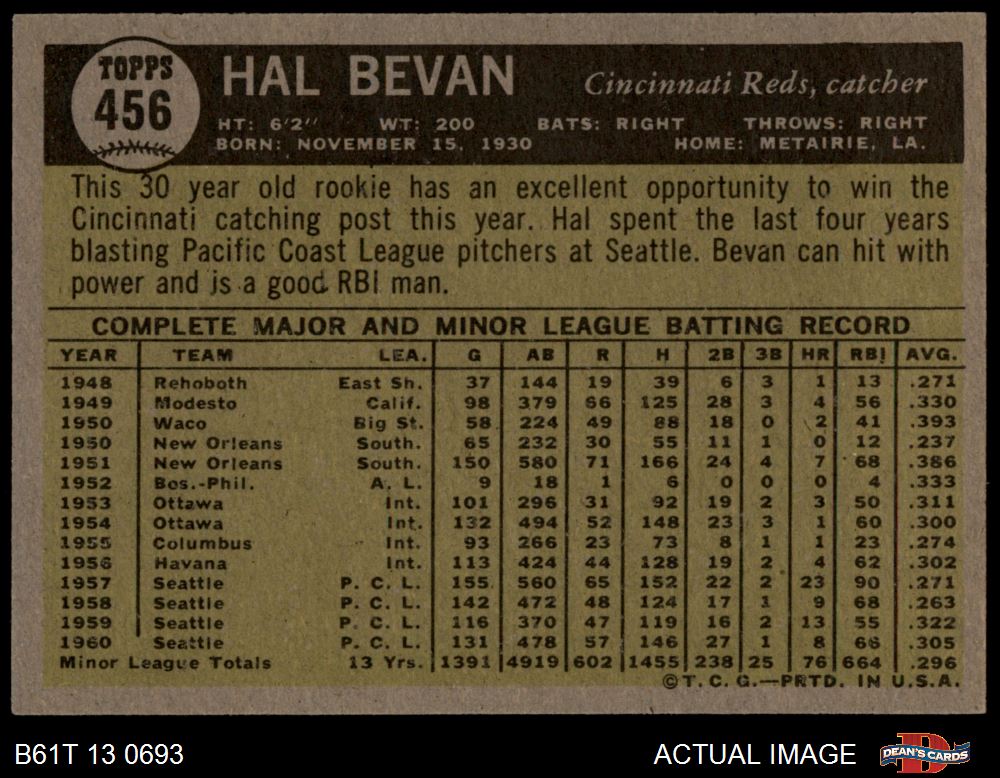 TOPPS
456
HAL BEVAN
Cincinnati Reds, catcher
HT: 6'2" WT: 200 BATS: RIGHT THROWS: RIGHT
BORN: NOVEMBER 15, 1930 HOME: METAIRIE, LA.
This 30 year old rookie has an excellent opportunity to win the
Cincinnati catching post this year. Hal spent the last four years
blasting Pacific Coast League pitchers at Seattle. Bevan can hit with
power and is a good RBI man.
COMPLETE MAJOR AND MINOR LEAGUE BATTING RECORD
YEAR TEAM LEA. G AB R H 2B 3B HR RBI AVG.
1948 Rehoboth East Sh. 37 144 19 39 6 3 1 13 .271
1949 Modesto Calif. 98 379 66 125 28 3 4 56 .330
1950 Waco Big St. 58 224 49 88 18 0 2 41 .393
1950 New Orleans South. 65 232 30 55 11 1 0 12 .237
1951 New Orleans South. 150 580 71 166 24 4 7 68 .386
1952 Bos.-Phil. A. L. 9 18 1 6 0 0 0 4 .333
1953 Ottawa Int. 101 296 31 92 19 2 3 50 .311
1954 Ottawa Int. 132 494 52 148 23 3 1 60 .300
1955 Columbus Int. 93 266 23 73 8 1 1 23 .274
1956 Havana Int. 113 424 44 128 19 2 4 62 .302
1957 Seattle P. C. L. 155 560 65 152 22 2 23 90 .271
1958 Seattle P. C. L. 142 472 48 124 17 1 9 68 .263
1959 Seattle P. C. L. 116 370 47 119 16 2 13 55 .322
1960 Seattle P. C. L. 131 478 57 146 27 1 8 66 .305
Minor League Totals 13 Yrs. 1391 4919 602 1455 238 25 76 664 .296
© T. C. G.—PRTD. IN U.S.A.
B61T 13 0693 ACTUAL IMAGE DEAN'S CARDS